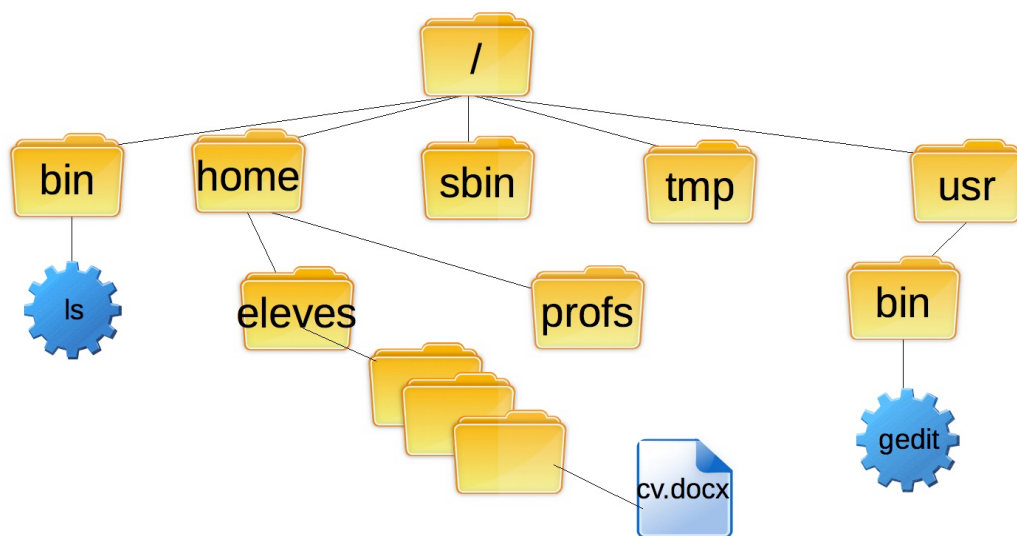 /
bin
home
sbin
tmp
usr
ls
eleves
profs
bin
gedit
cv.docx